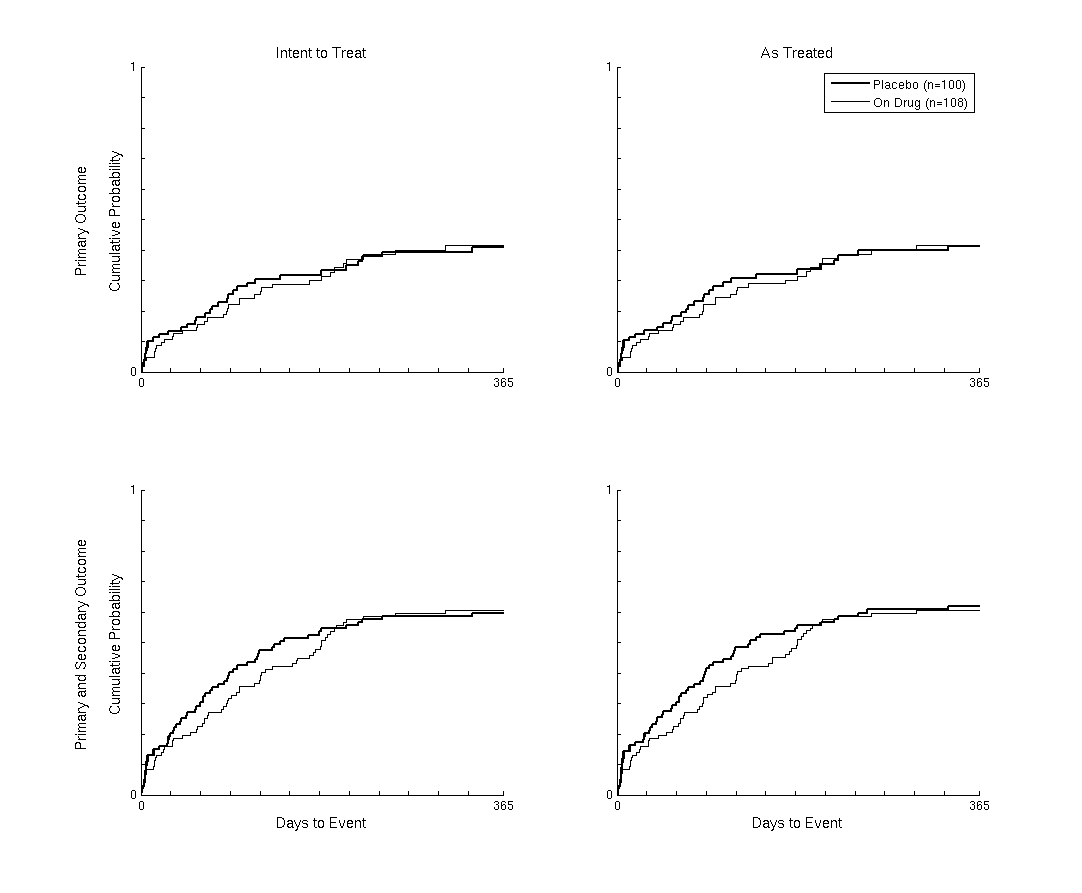 Intent to Treat
1
Primary Outcome
Cumulative Probability
0
0
365
As Treated
1
Placebo (n=100)
On Drug (n=108)
0
0
365
1
Primary and Secondary Outcome
Cumulative Probability
0
0
365
Days to Event
1
0
0
365
Days to Event